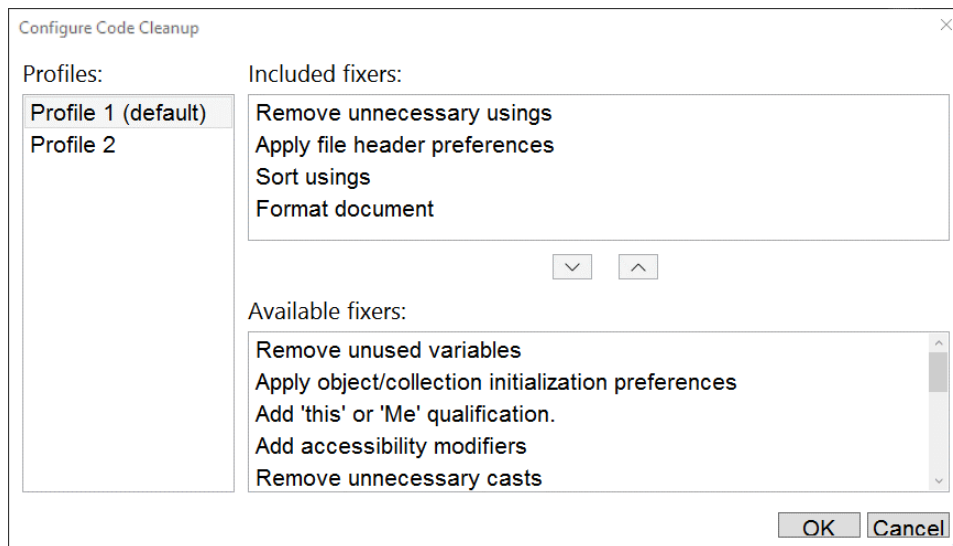 Configure Code Cleanup
Profiles:
Profile 1 (default)
Profile 2
Included fixers:
Remove unnecessary usings
Apply file header preferences
Sort usings
Format document
Available fixers:
Remove unused variables
Apply object/collection initialization preferences
Add 'this' or 'Me' qualification.
Add accessibility modifiers
Remove unnecessary casts
OK
Cancel